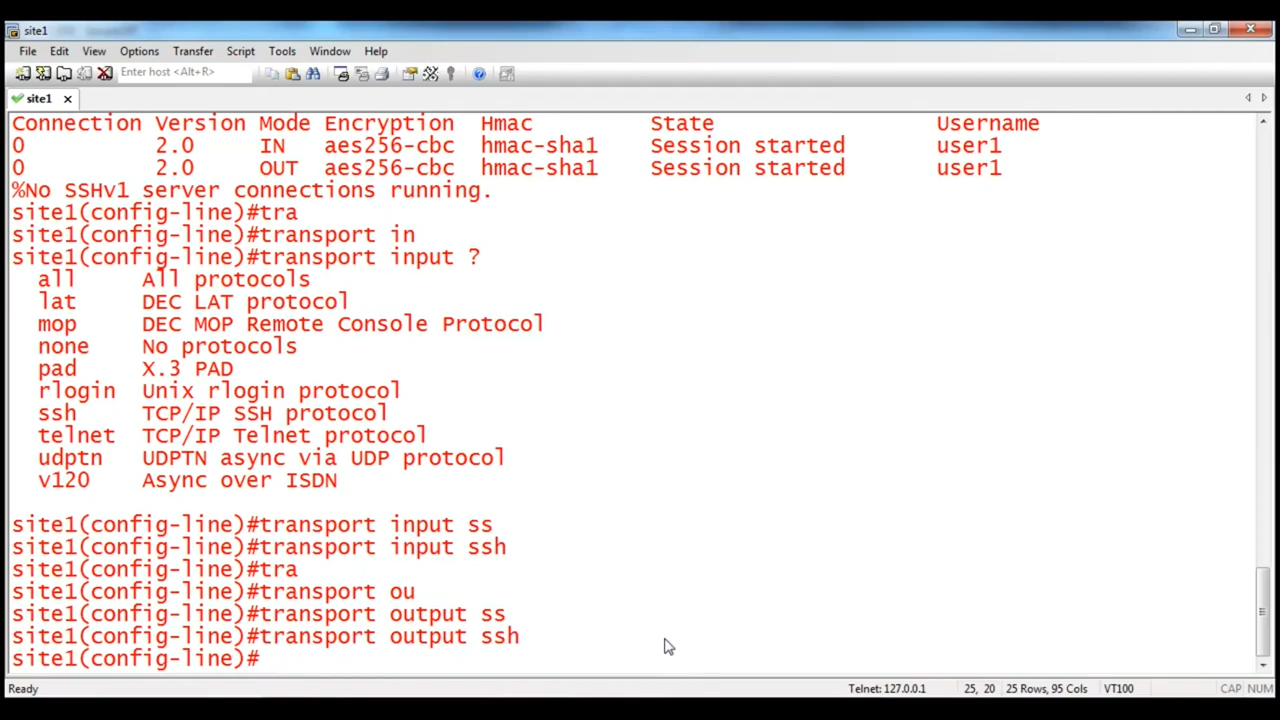 site1
File Edit View Options Transfer Script Tools Window Help
Enter host <Alt+R>
site1
Connection Version Mode Encryption Hmac State Username
0 2.0 IN aes256-cbc hmac-sha1 Session started user1
0 2.0 OUT aes256-cbc hmac-sha1 Session started user1
%No SSHv1 server connections running.
site1(config-line)#tra
site1(config-line)#transport in
site1(config-line)#transport input ?
all All protocols
lat DEC LAT protocol
mop DEC MOP Remote Console Protocol
none No protocols
pad X.3 PAD
rlogin Unix rlogin protocol
ssh TCP/IP SSH protocol
telnet TCP/IP Telnet protocol
udptn UDPTN async via UDP protocol
v120 Async over ISDN
site1(config-line)#transport input ss
site1(config-line)#transport input ssh
site1(config-line)#tra
site1(config-line)#transport ou
site1(config-line)#transport output ss
site1(config-line)#transport output ssh
site1(config-line)#
Ready Telnet: 127.0.0.1 25, 20 25 Rows, 95 Cols VT100 CAP NUM